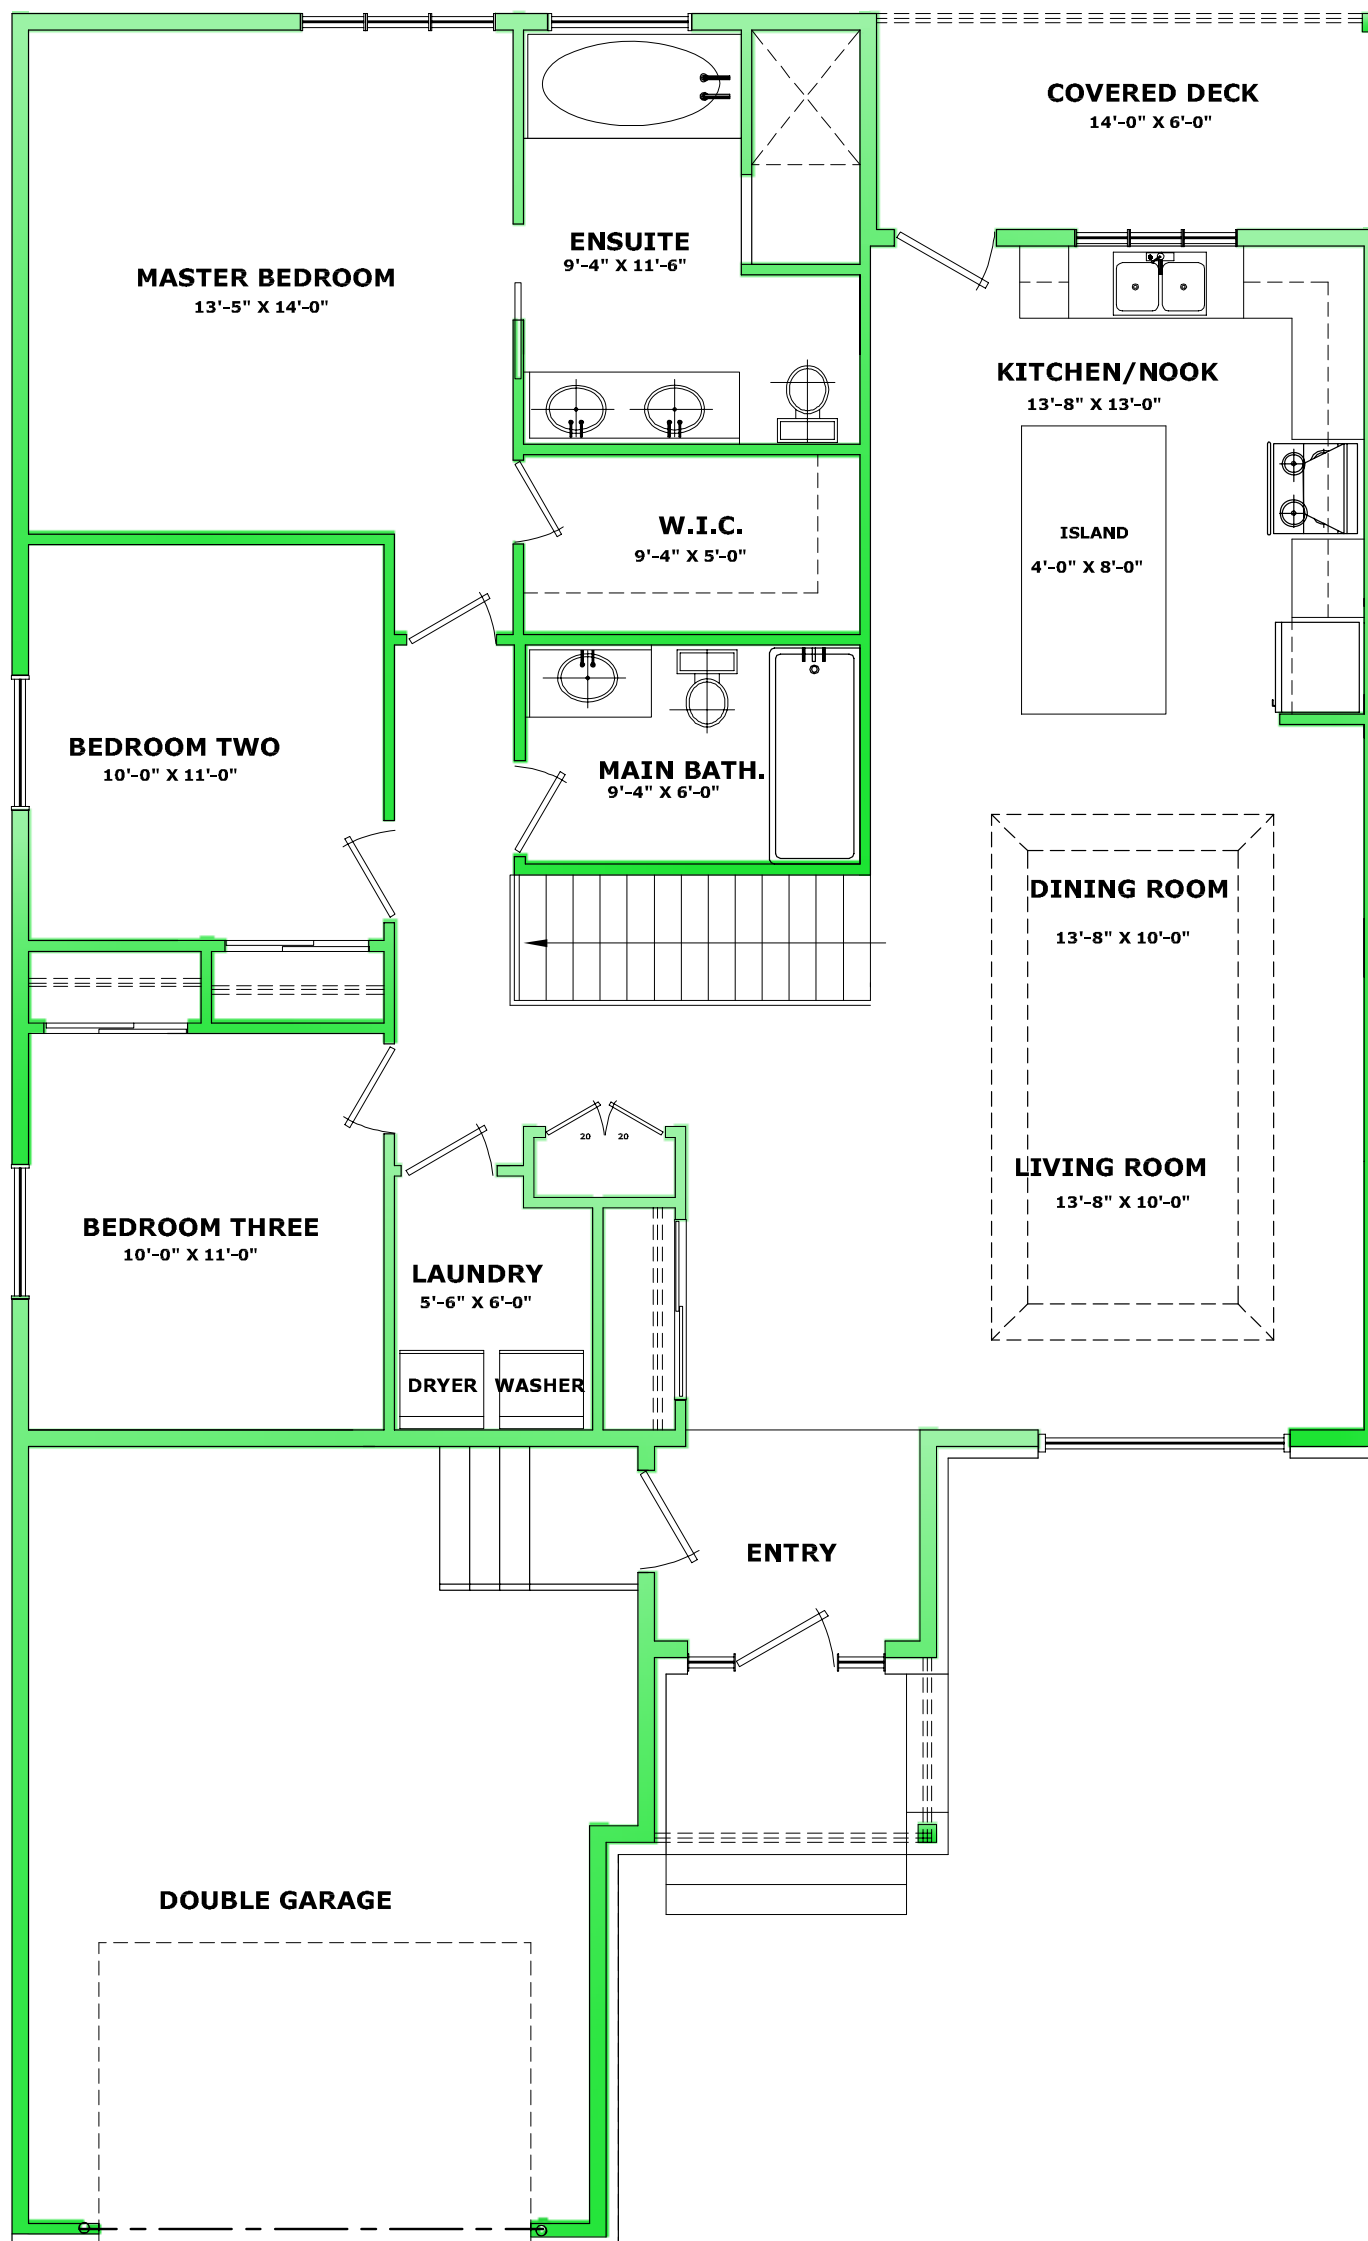 COVERED DECK
14'-0" X 6'-0"
ENSUITE
9'-4" X 11'-6"
MASTER BEDROOM
13'-5" X 14'-0"
KITCHEN/NOOK
13'-8" X 13'-0"
W.I.C.
9'-4" X 5'-0"
ISLAND
4'-0" X 8'-0"
BEDROOM TWO
10'-0" X 11'-0"
MAIN BATH.
9'-4" X 6'-0"
DINING ROOM
13'-8" X 10'-0"
20 20
LIVING ROOM
13'-8" X 10'-0"
BEDROOM THREE
10'-0" X 11'-0"
LAUNDRY
5'-6" X 6'-0"
DRYER WASHER
ENTRY
DOUBLE GARAGE